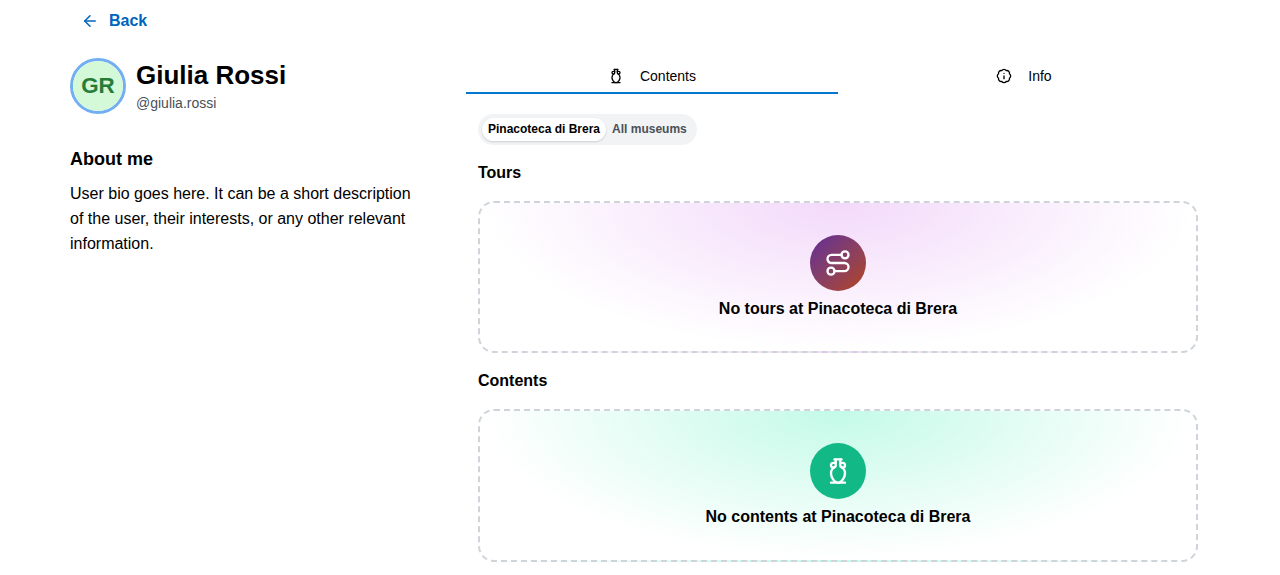 Back
GR
Giulia Rossi
@giulia.rossi
About me
User bio goes here. It can be a short description
of the user, their interests, or any other relevant
information.
Contents
Info
Pinacoteca di Brera
All museums
Tours
No tours at Pinacoteca di Brera
Contents
No contents at Pinacoteca di Brera